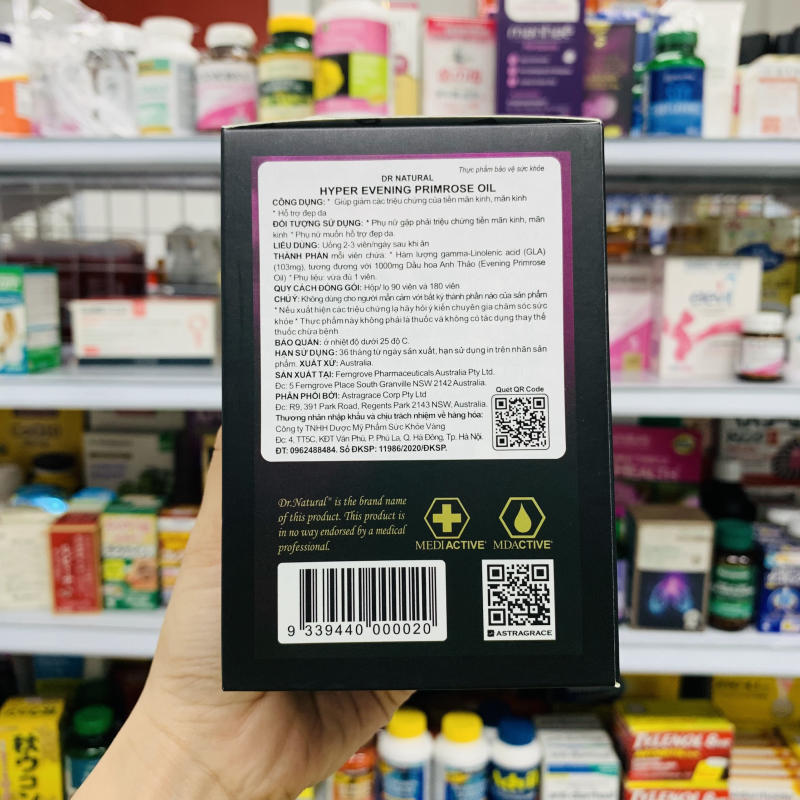 Thực phẩm bảo vệ sức khỏe
DR NATURAL
HYPER EVENING PRIMROSE OIL
CÔNG DỤNG: * Giúp giảm các triệu chứng của tiền mãn kinh, mãn kinh
* Hỗ trợ đẹp da
ĐỐI TƯỢNG SỬ DỤNG: * Phụ nữ gặp phải triệu chứng tiền mãn kinh, mãn
kinh * Phụ nữ muốn hỗ trợ đẹp da.
LIỀU DÙNG: Uống 2-3 viên/ngày sau khi ăn
THÀNH PHẦN mỗi viên chứa: * Hàm lượng gamma-Linolenic acid (GLA)
(103mg), tương đương với 1000mg Dầu hoa Anh Thảo (Evening Primrose
Oil) * Phụ liệu: vừa đủ 1 viên.
QUY CÁCH ĐÓNG GÓI: Hộp/ lọ 90 viên và 180 viên
CHÚ Ý: Không dùng cho người mẫn cảm với bất kỳ thành phần nào của sản phẩm
* Nếu xuất hiện các triệu chứng lạ hãy hỏi ý kiến chuyên gia chăm sóc sức
khỏe * Thực phẩm này không phải là thuốc và không có tác dụng thay thế
thuốc chữa bệnh
BẢO QUẢN: ở nhiệt độ dưới 25 độ C.
HẠN SỬ DỤNG: 36 tháng từ ngày sản xuất, hạn sử dụng in trên nhãn sản
phẩm. XUẤT XỨ: Australia.
SẢN XUẤT TẠI: Ferngrove Pharmaceuticals Australia Pty Ltd.
Đc: 5 Ferngrove Place South Granville NSW 2142 Australia.
PHÂN PHỐI BỞI: Astragrace Corp Pty Ltd
Đc: R9, 391 Park Road, Regents Park 2143 NSW, Australia.
Thương nhân nhập khẩu và chịu trách nhiệm về hàng hóa:
Công ty TNHH Dược Mỹ Phẩm Sức Khỏe Vàng
Đc: 4, TT5C, KĐT Văn Phú, P. Phú La, Q. Hà Đông, Tp. Hà Nội.
ĐT: 0962488484. Số ĐKSP: 11986/2020/ĐKSP.
Quét QR Code
Dr.Natural™ is the brand name
of this product. This product is
in no way endorsed by a medical
professional.
MEDIACTIVE®
MDACTIVE®
9 339440 000020
ASTRAGRACE
elevit
TYLENOL 8HR
Advil